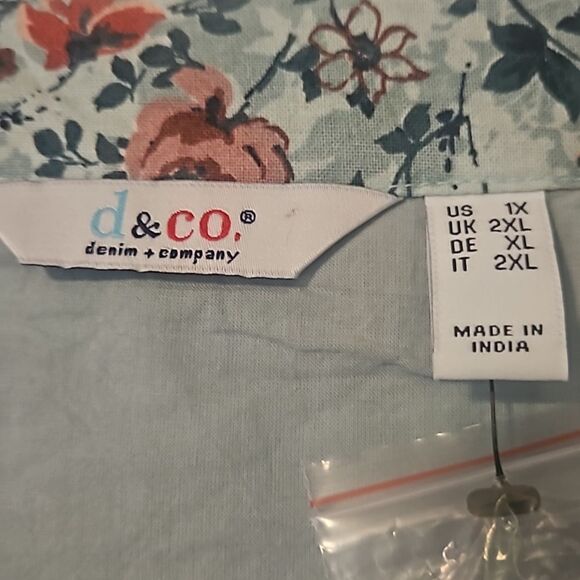 d&co.®
denim + company
US 1X
UK 2XL
DE XL
IT 2XL
MADE IN
INDIA